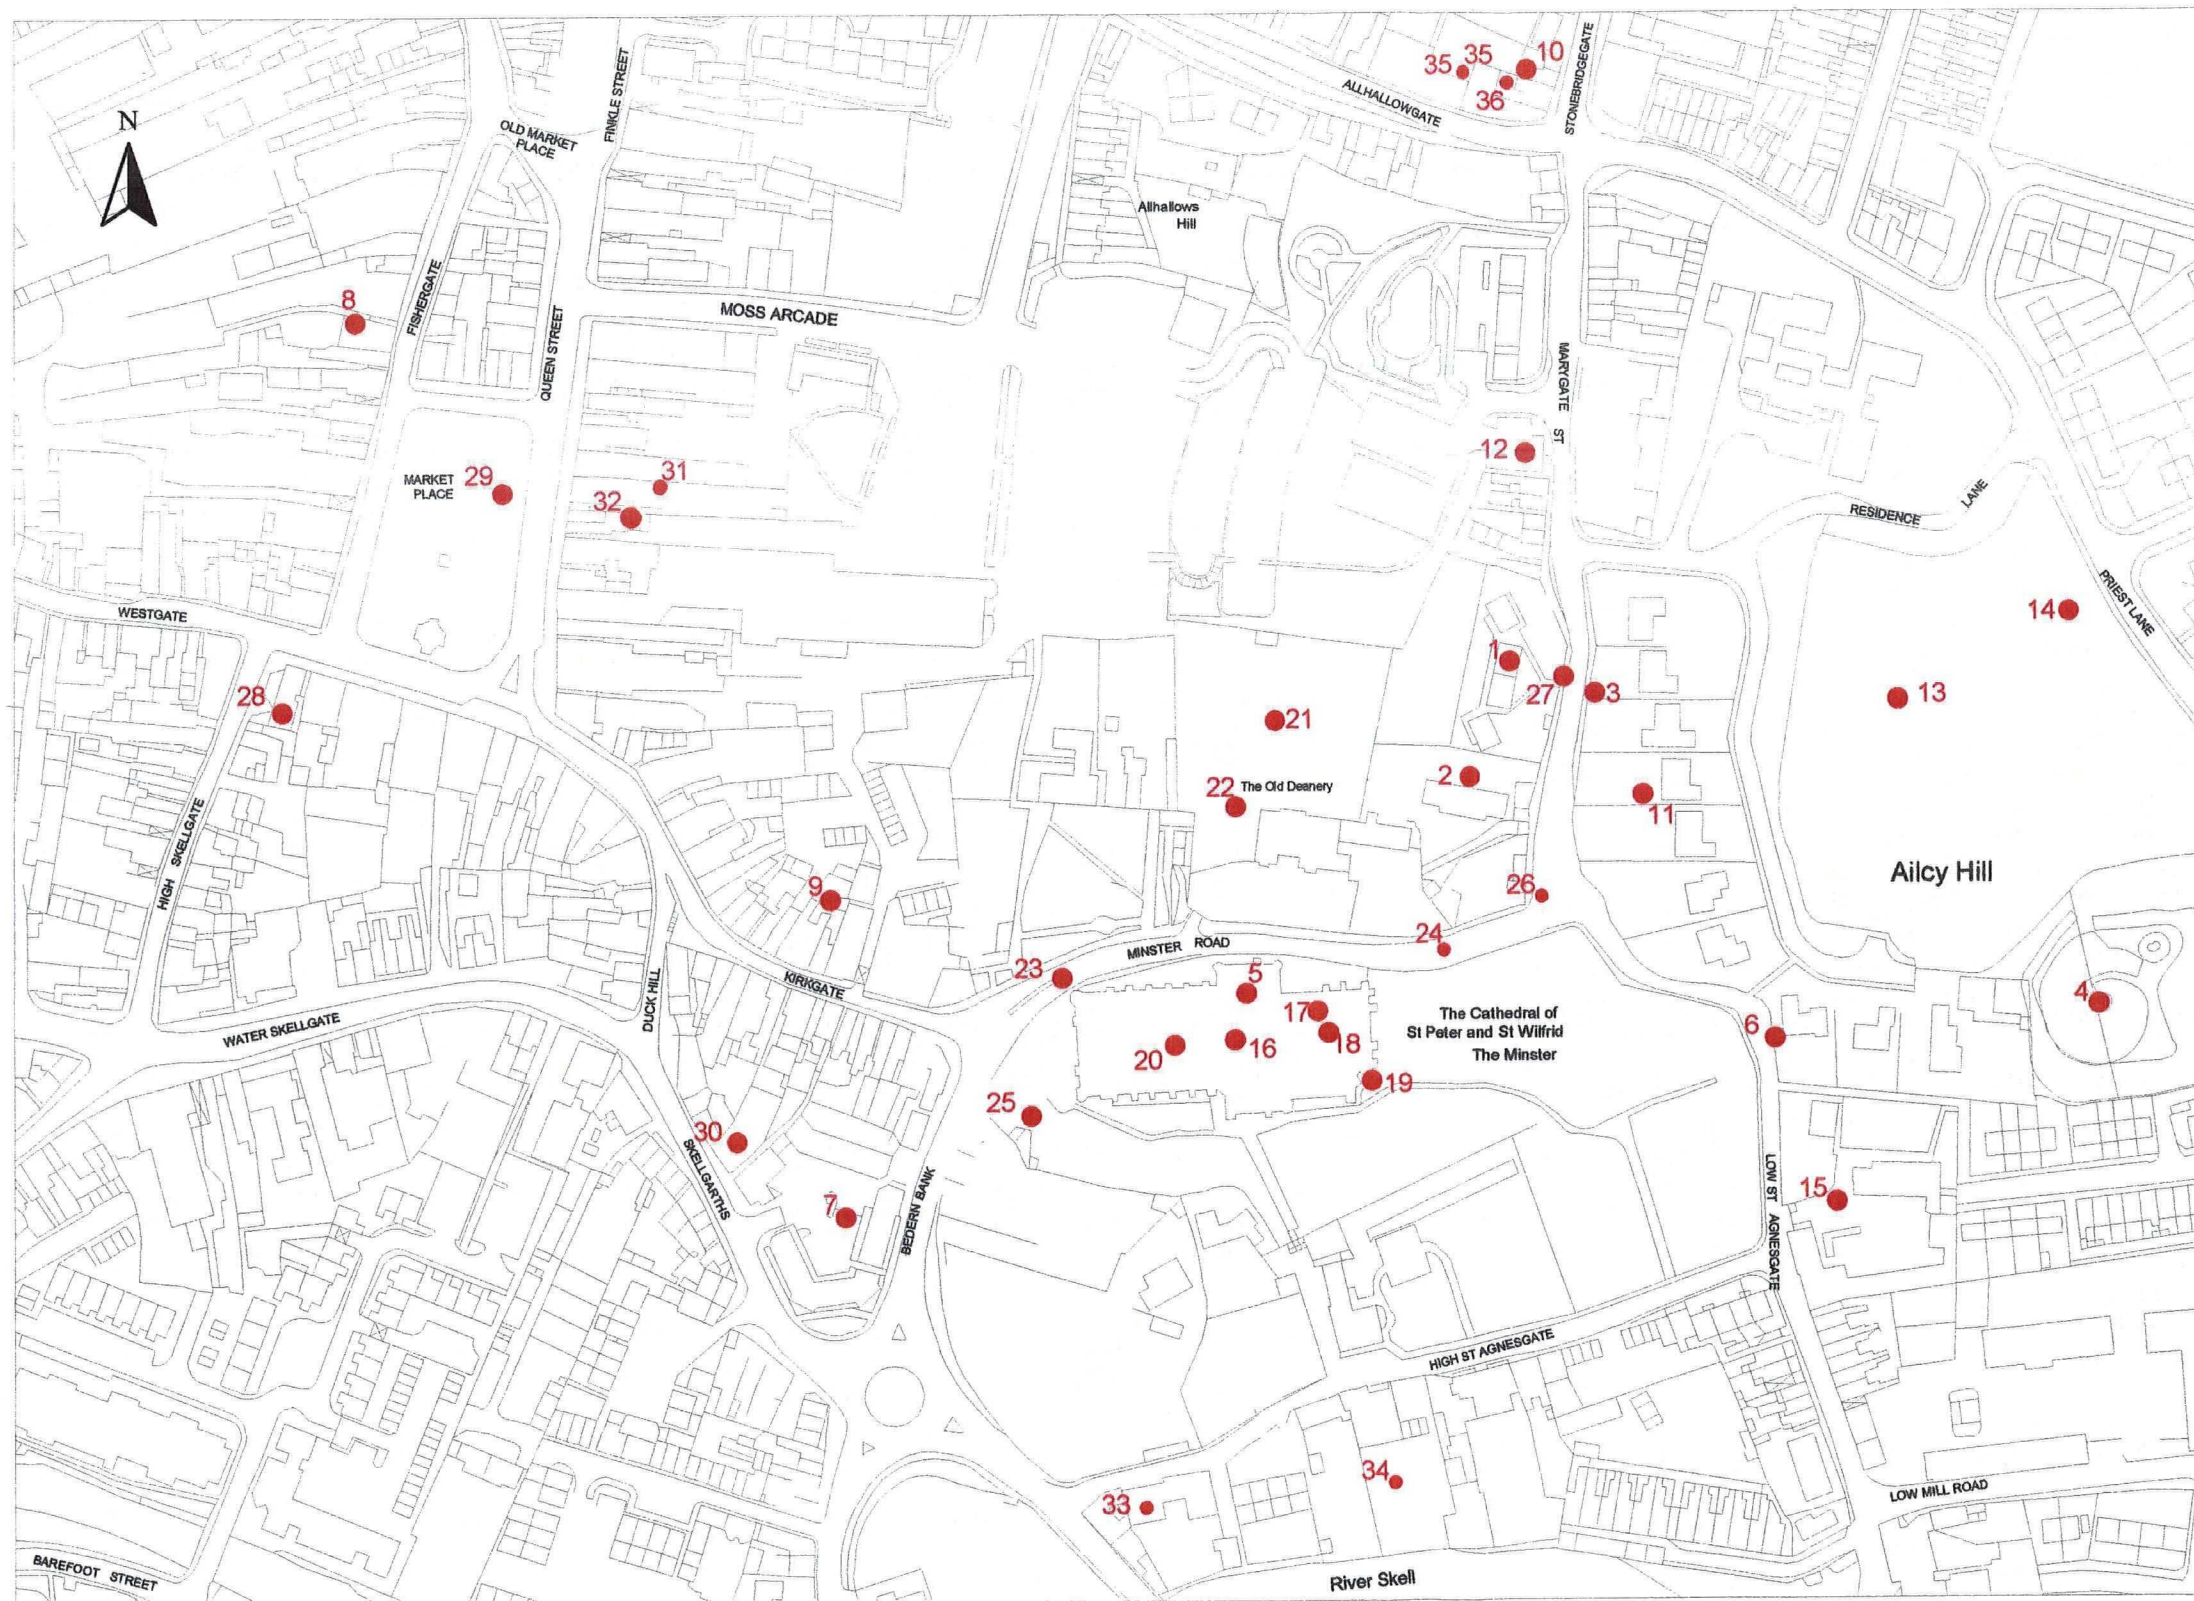 N
OLD MARKET
PLACE
FINKLE STREET
ALLHALLOWGATE
35
35
10
36
STONEBRIDGEGATE
Allhallows
Hill
8
FISHERGATE
QUEEN STREET
MOSS ARCADE
MARYGATE ST
12
MARKET
PLACE
29
31
32
RESIDENCE LANE
PRIEST LANE
14
WESTGATE
28
1
27
3
13
21
2
22
The Old Deanery
11
HIGH SKELLGATE
9
26
Ailcy Hill
24
MINSTER ROAD
23
KIRKGATE
DUCK HILL
WATER SKELLGATE
5
17
18
16
20
19
The Cathedral of
St Peter and St Wilfrid
The Minster
6
4
25
30
SKELLGARTHS
7
BEDERN BANK
LOW ST AGNESGATE
15
HIGH ST AGNESGATE
34
33
LOW MILL ROAD
BAREFOOT STREET
River Skell